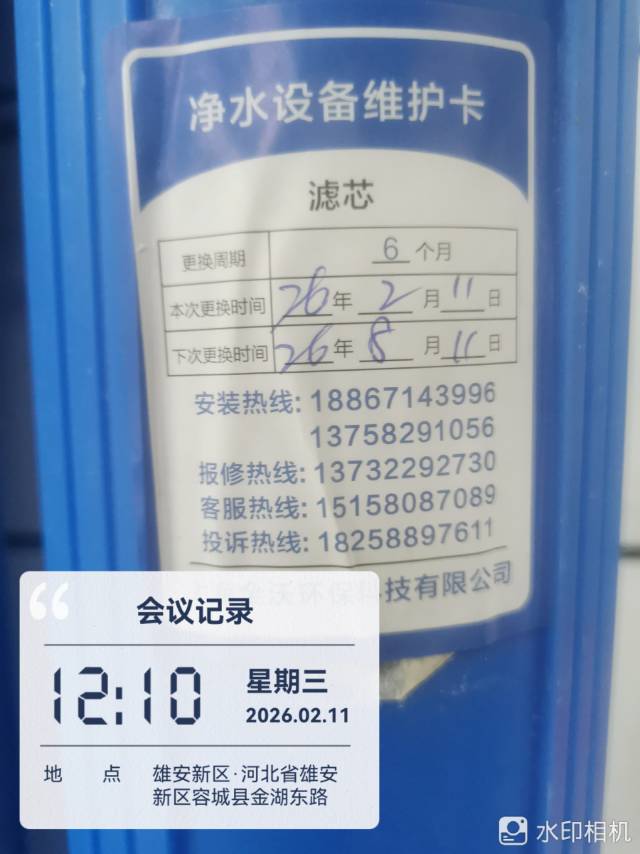 净水设备维护卡
滤芯
更换周期 6 个月
本次更换时间 26 年 2 月 11 日
下次更换时间 26 年 8 月 11 日
安装热线: 18867143996
13758291056
报修热线: 13732292730
客服热线: 15158087089
投诉热线: 18258897611
沃环保科技有限公司
会议记录
12:10
星期三
2026.02.11
地 点 雄安新区·河北省雄安
新区容城县金湖东路
水印相机